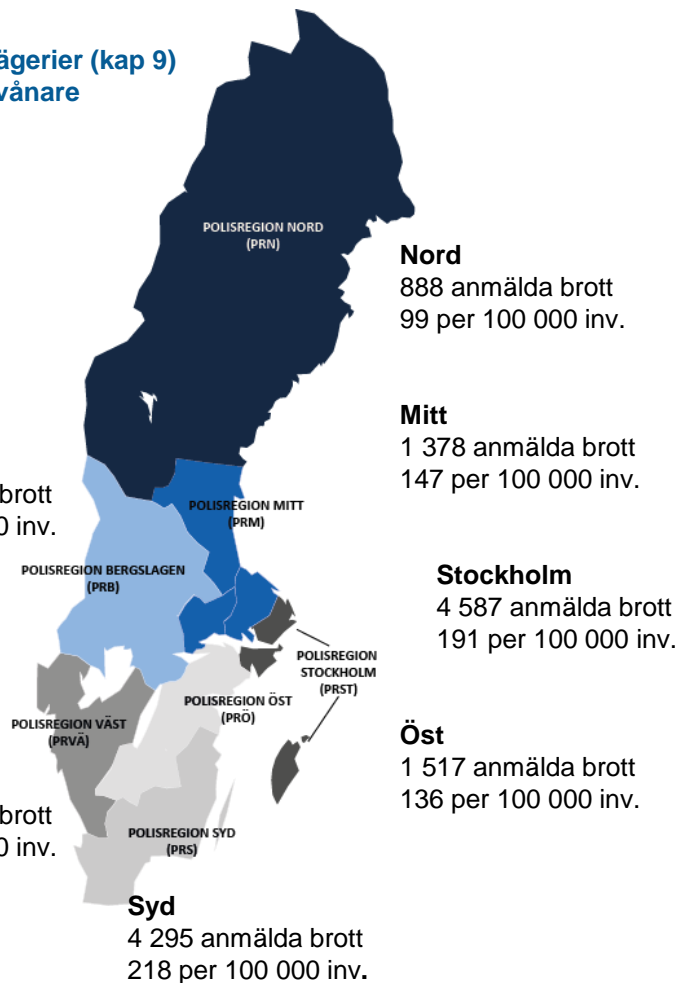 ägerier (kap 9)
vånare
POLISREGION NORD
(PRN)
Nord
888 anmälda brott
99 per 100 000 inv.
Mitt
1 378 anmälda brott
147 per 100 000 inv.
brott
0 inv.
POLISREGION MITT
(PRM)
POLISREGION BERGSLAGEN
(PRB)
Stockholm
4 587 anmälda brott
191 per 100 000 inv.
POLISREGION
STOCKHOLM
(PRST)
POLISREGION ÖST
(PRÖ)
POLISREGION VÄST
(PRVÄ)
Öst
1 517 anmälda brott
136 per 100 000 inv.
brott
0 inv.
POLISREGION SYD
(PRS)
Syd
4 295 anmälda brott
218 per 100 000 inv.